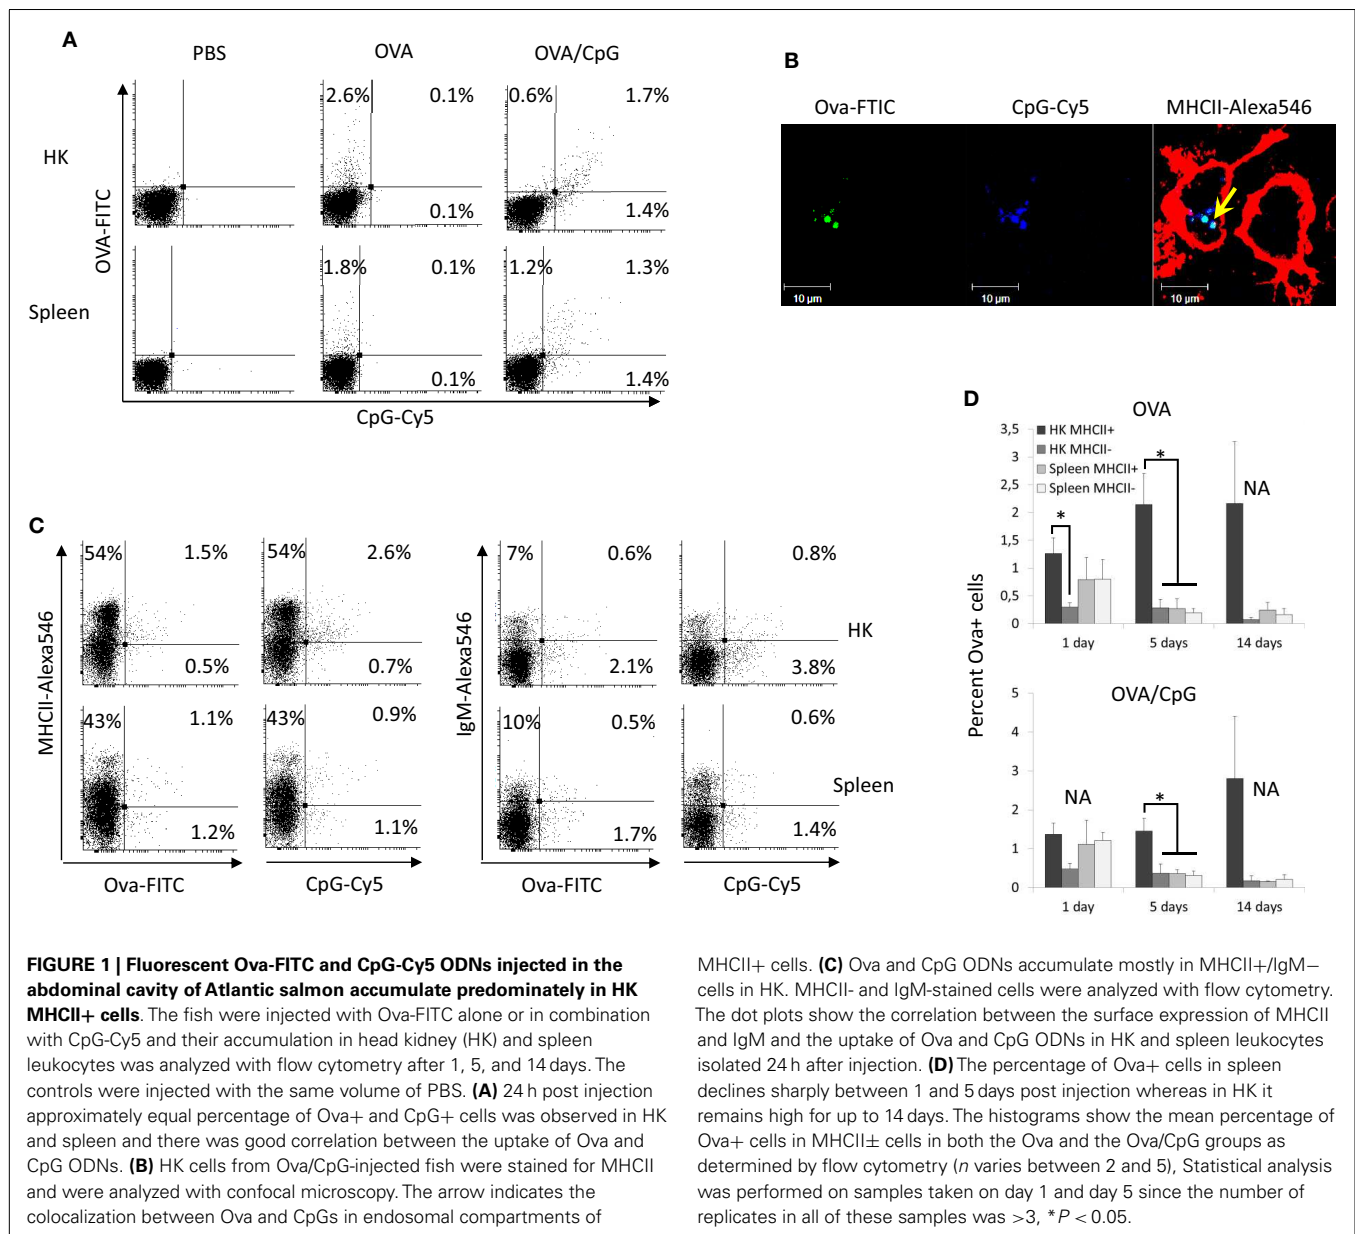 A
PBS
OVA
OVA/CpG
HK
Spleen
OVA-FITC
2.6%
0.1%
0.1%
0.6%
1.7%
1.4%
1.8%
0.1%
0.1%
1.2%
1.3%
1.4%
CpG-Cy5
B
Ova-FTIC
CpG-Cy5
MHCII-Alexa546
10 µm
10 µm
10 µm
C
MHCII-Alexa546
54%
1.5%
0.5%
54%
2.6%
0.7%
43%
1.1%
1.2%
43%
0.9%
1.1%
Ova-FITC
CpG-Cy5
IgM-Alexa546
7%
0.6%
2.1%
0.8%
3.8%
HK
10%
0.5%
1.7%
0.6%
1.4%
Spleen
Ova-FITC
CpG-Cy5
D
OVA
Percent Ova+ cells
3,5
3
2
1,5
1
0,5
0
HK MHCII+
HK MHCII-
Spleen MHCII+
Spleen MHCII-
*
*
NA
1 day
5 days
14 days
OVA/CpG
5
4
3
2
1
0
NA
*
NA
1 day
5 days
14 days
FIGURE 1 | Fluorescent Ova-FITC and CpG-Cy5 ODNs injected in the
abdominal cavity of Atlantic salmon accumulate predominately in HK
MHCII+ cells. The fish were injected with Ova-FITC alone or in combination
with CpG-Cy5 and their accumulation in head kidney (HK) and spleen
leukocytes was analyzed with flow cytometry after 1, 5, and 14 days. The
controls were injected with the same volume of PBS. (A) 24 h post injection
approximately equal percentage of Ova+ and CpG+ cells was observed in HK
and spleen and there was good correlation between the uptake of Ova and
CpG ODNs. (B) HK cells from Ova/CpG-injected fish were stained for MHCII
and were analyzed with confocal microscopy. The arrow indicates the
colocalization between Ova and CpGs in endosomal compartments of
MHCII+ cells. (C) Ova and CpG ODNs accumulate mostly in MHCII+/IgM−
cells in HK. MHCII- and IgM-stained cells were analyzed with flow cytometry.
The dot plots show the correlation between the surface expression of MHCII
and IgM and the uptake of Ova and CpG ODNs in HK and spleen leukocytes
isolated 24 h after injection. (D) The percentage of Ova+ cells in spleen
declines sharply between 1 and 5 days post injection whereas in HK it
remains high for up to 14 days. The histograms show the mean percentage of
Ova+ cells in MHCII± cells in both the Ova and the Ova/CpG groups as
determined by flow cytometry (n varies between 2 and 5), Statistical analysis
was performed on samples taken on day 1 and day 5 since the number of
replicates in all of these samples was >3, *P < 0.05.